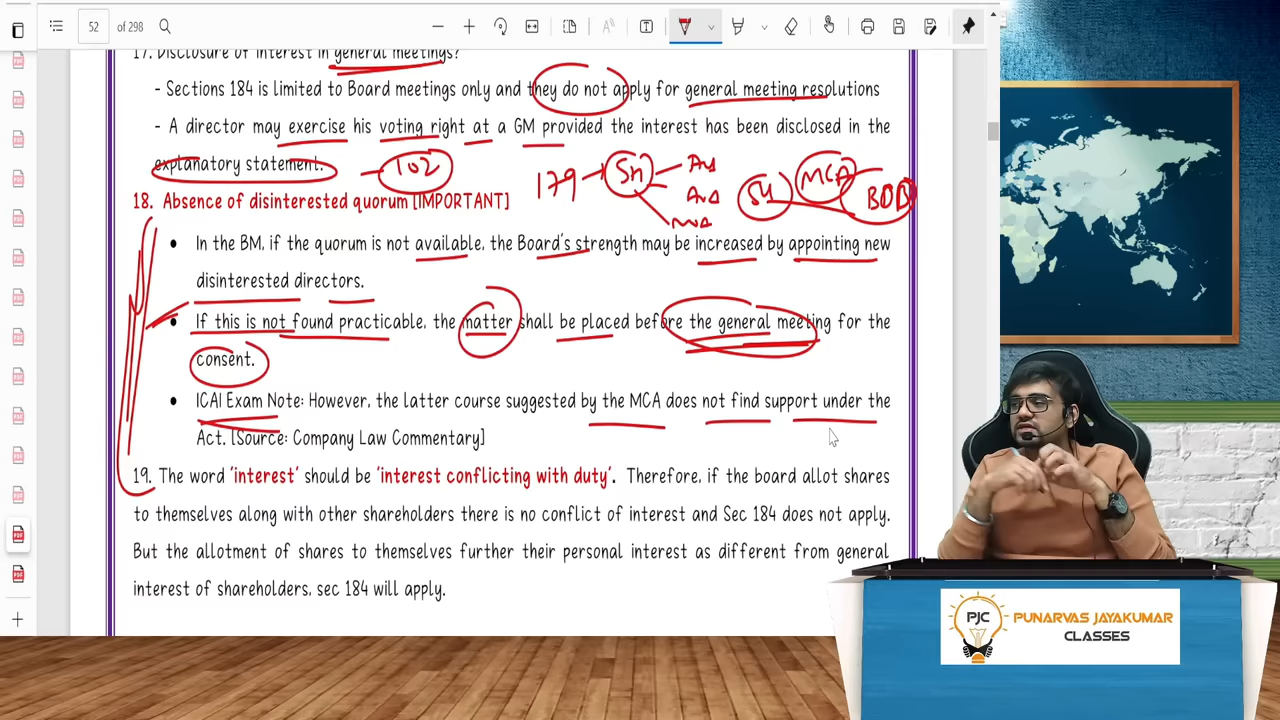 52 of 298
17. Disclosure of interest in general meetings?
- Sections 184 is limited to Board meetings only and they do not apply for general meeting resolutions
- A director may exercise his voting right at a GM provided the interest has been disclosed in the
explanatory statement.
102
179
SH
MCA
BOD
18. Absence of disinterested quorum [IMPORTANT]
• In the BM, if the quorum is not available, the Board's strength may be increased by appointing new
disinterested directors.
• If this is not found practicable, the matter shall be placed before the general meeting for the
consent.
• ICAI Exam Note: However, the latter course suggested by the MCA does not find support under the
Act. [Source: Company Law Commentary]
19. The word 'interest' should be 'interest conflicting with duty'. Therefore, if the board allot shares
to themselves along with other shareholders there is no conflict of interest and Sec 184 does not apply.
But the allotment of shares to themselves further their personal interest as different from general
interest of shareholders, sec 184 will apply.
PJC
PUNARVAS JAYAKUMAR
CLASSES